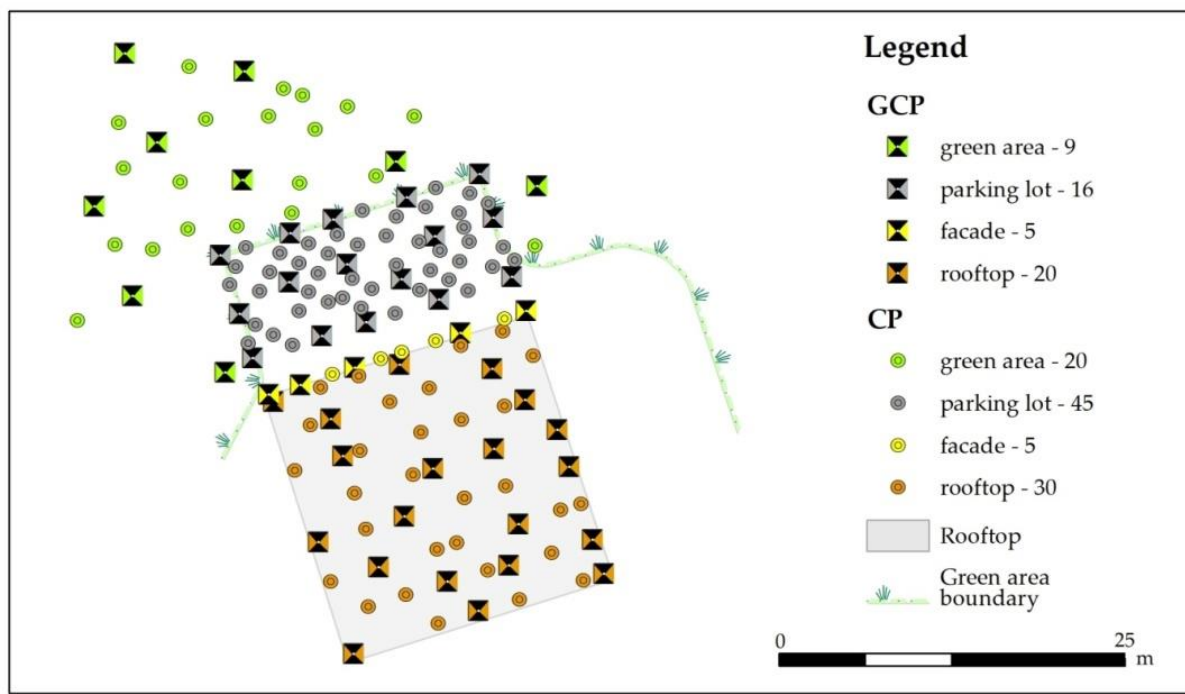 Legend
GCP
green area - 9
parking lot - 16
facade - 5
rooftop - 20
CP
green area - 20
parking lot - 45
facade - 5
rooftop - 30
Rooftop
Green area
boundary
0 25
m